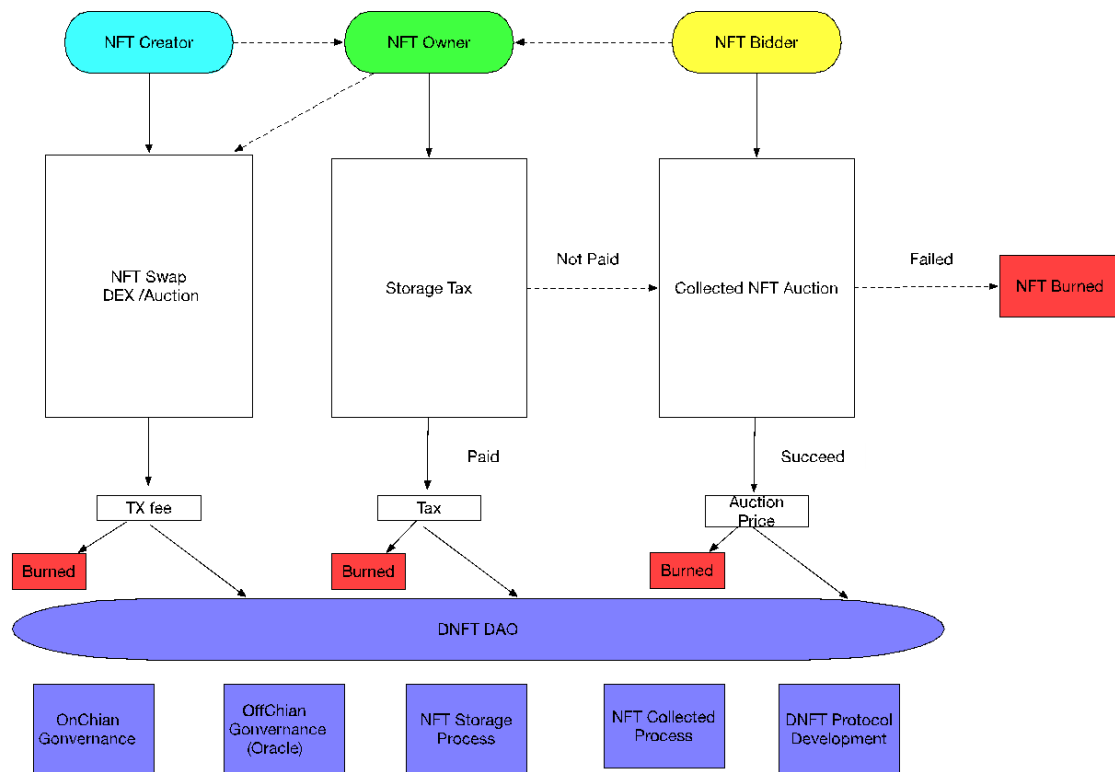 NFT Creator
NFT Owner
NFT Bidder
NFT Swap
DEX /Auction
Storage Tax
Not Paid
Collected NFT Auction
Failed
NFT Burned
Paid
Succeed
TX fee
Tax
Auction
Price
Burned
Burned
Burned
DNFT DAO
OnChian
Gonvernance
OffChian
Gonvernance
(Oracle)
NFT Storage
Process
NFT Collected
Process
DNFT Protocol
Development